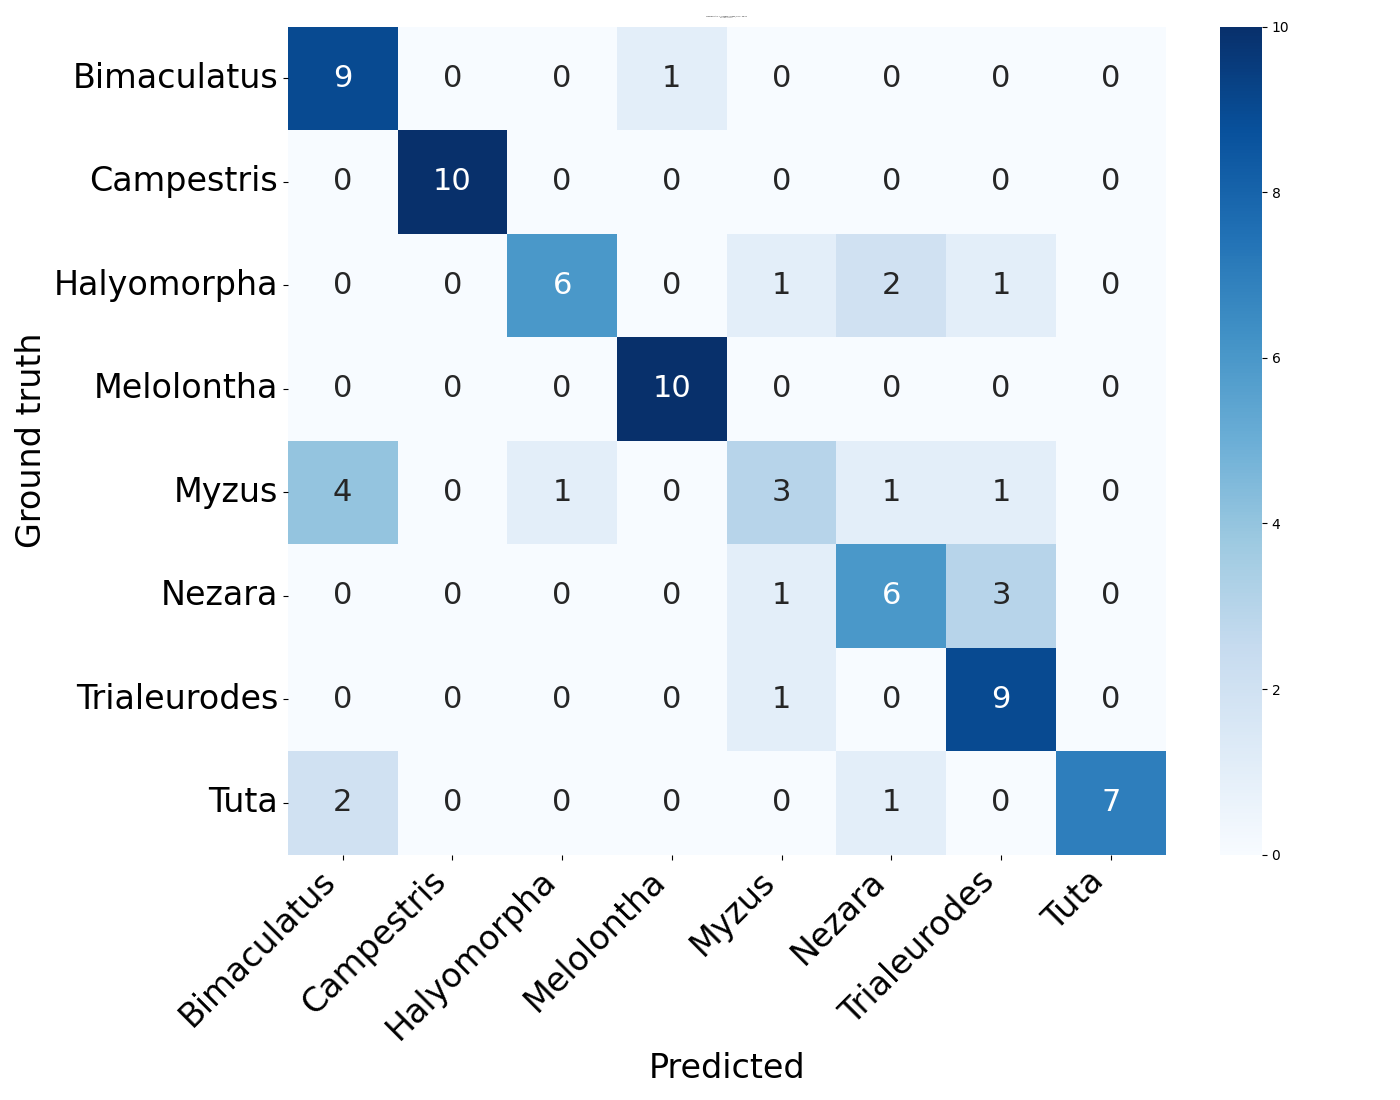 Bimaculatus 9 0 0 1 0 0 0 0
Campestris 0 10 0 0 0 0 0 0
Halyomorpha 0 0 6 0 1 2 1 0
Melolontha 0 0 0 10 0 0 0 0
Myzus 4 0 1 0 3 1 1 0
Nezara 0 0 0 0 1 6 3 0
Trialeurodes 0 0 0 0 1 0 9 0
Tuta 2 0 0 0 0 1 0 7
Ground truth
Bimaculatus
Campestris
Halyomorpha
Melolontha
Myzus
Nezara
Trialeurodes
Tuta
Predicted
10
8
6
4
2
0